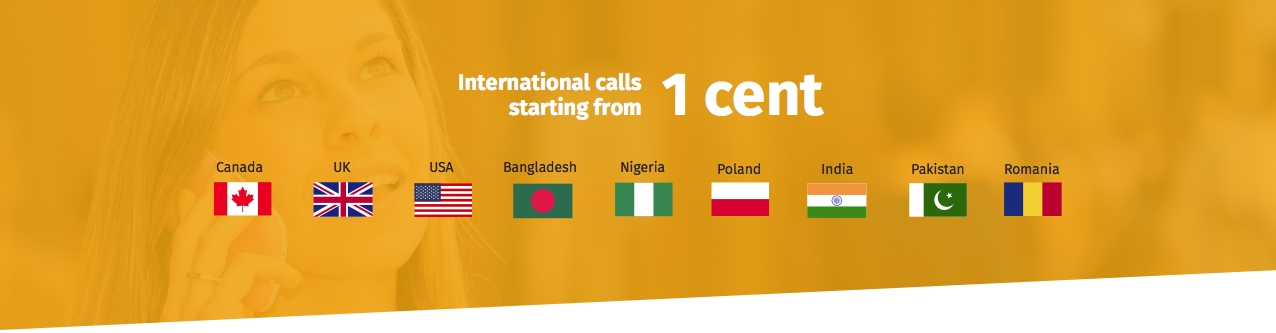 International calls
starting from
1 cent
Canada
UK
USA
Bangladesh
Nigeria
Poland
India
Pakistan
Romania